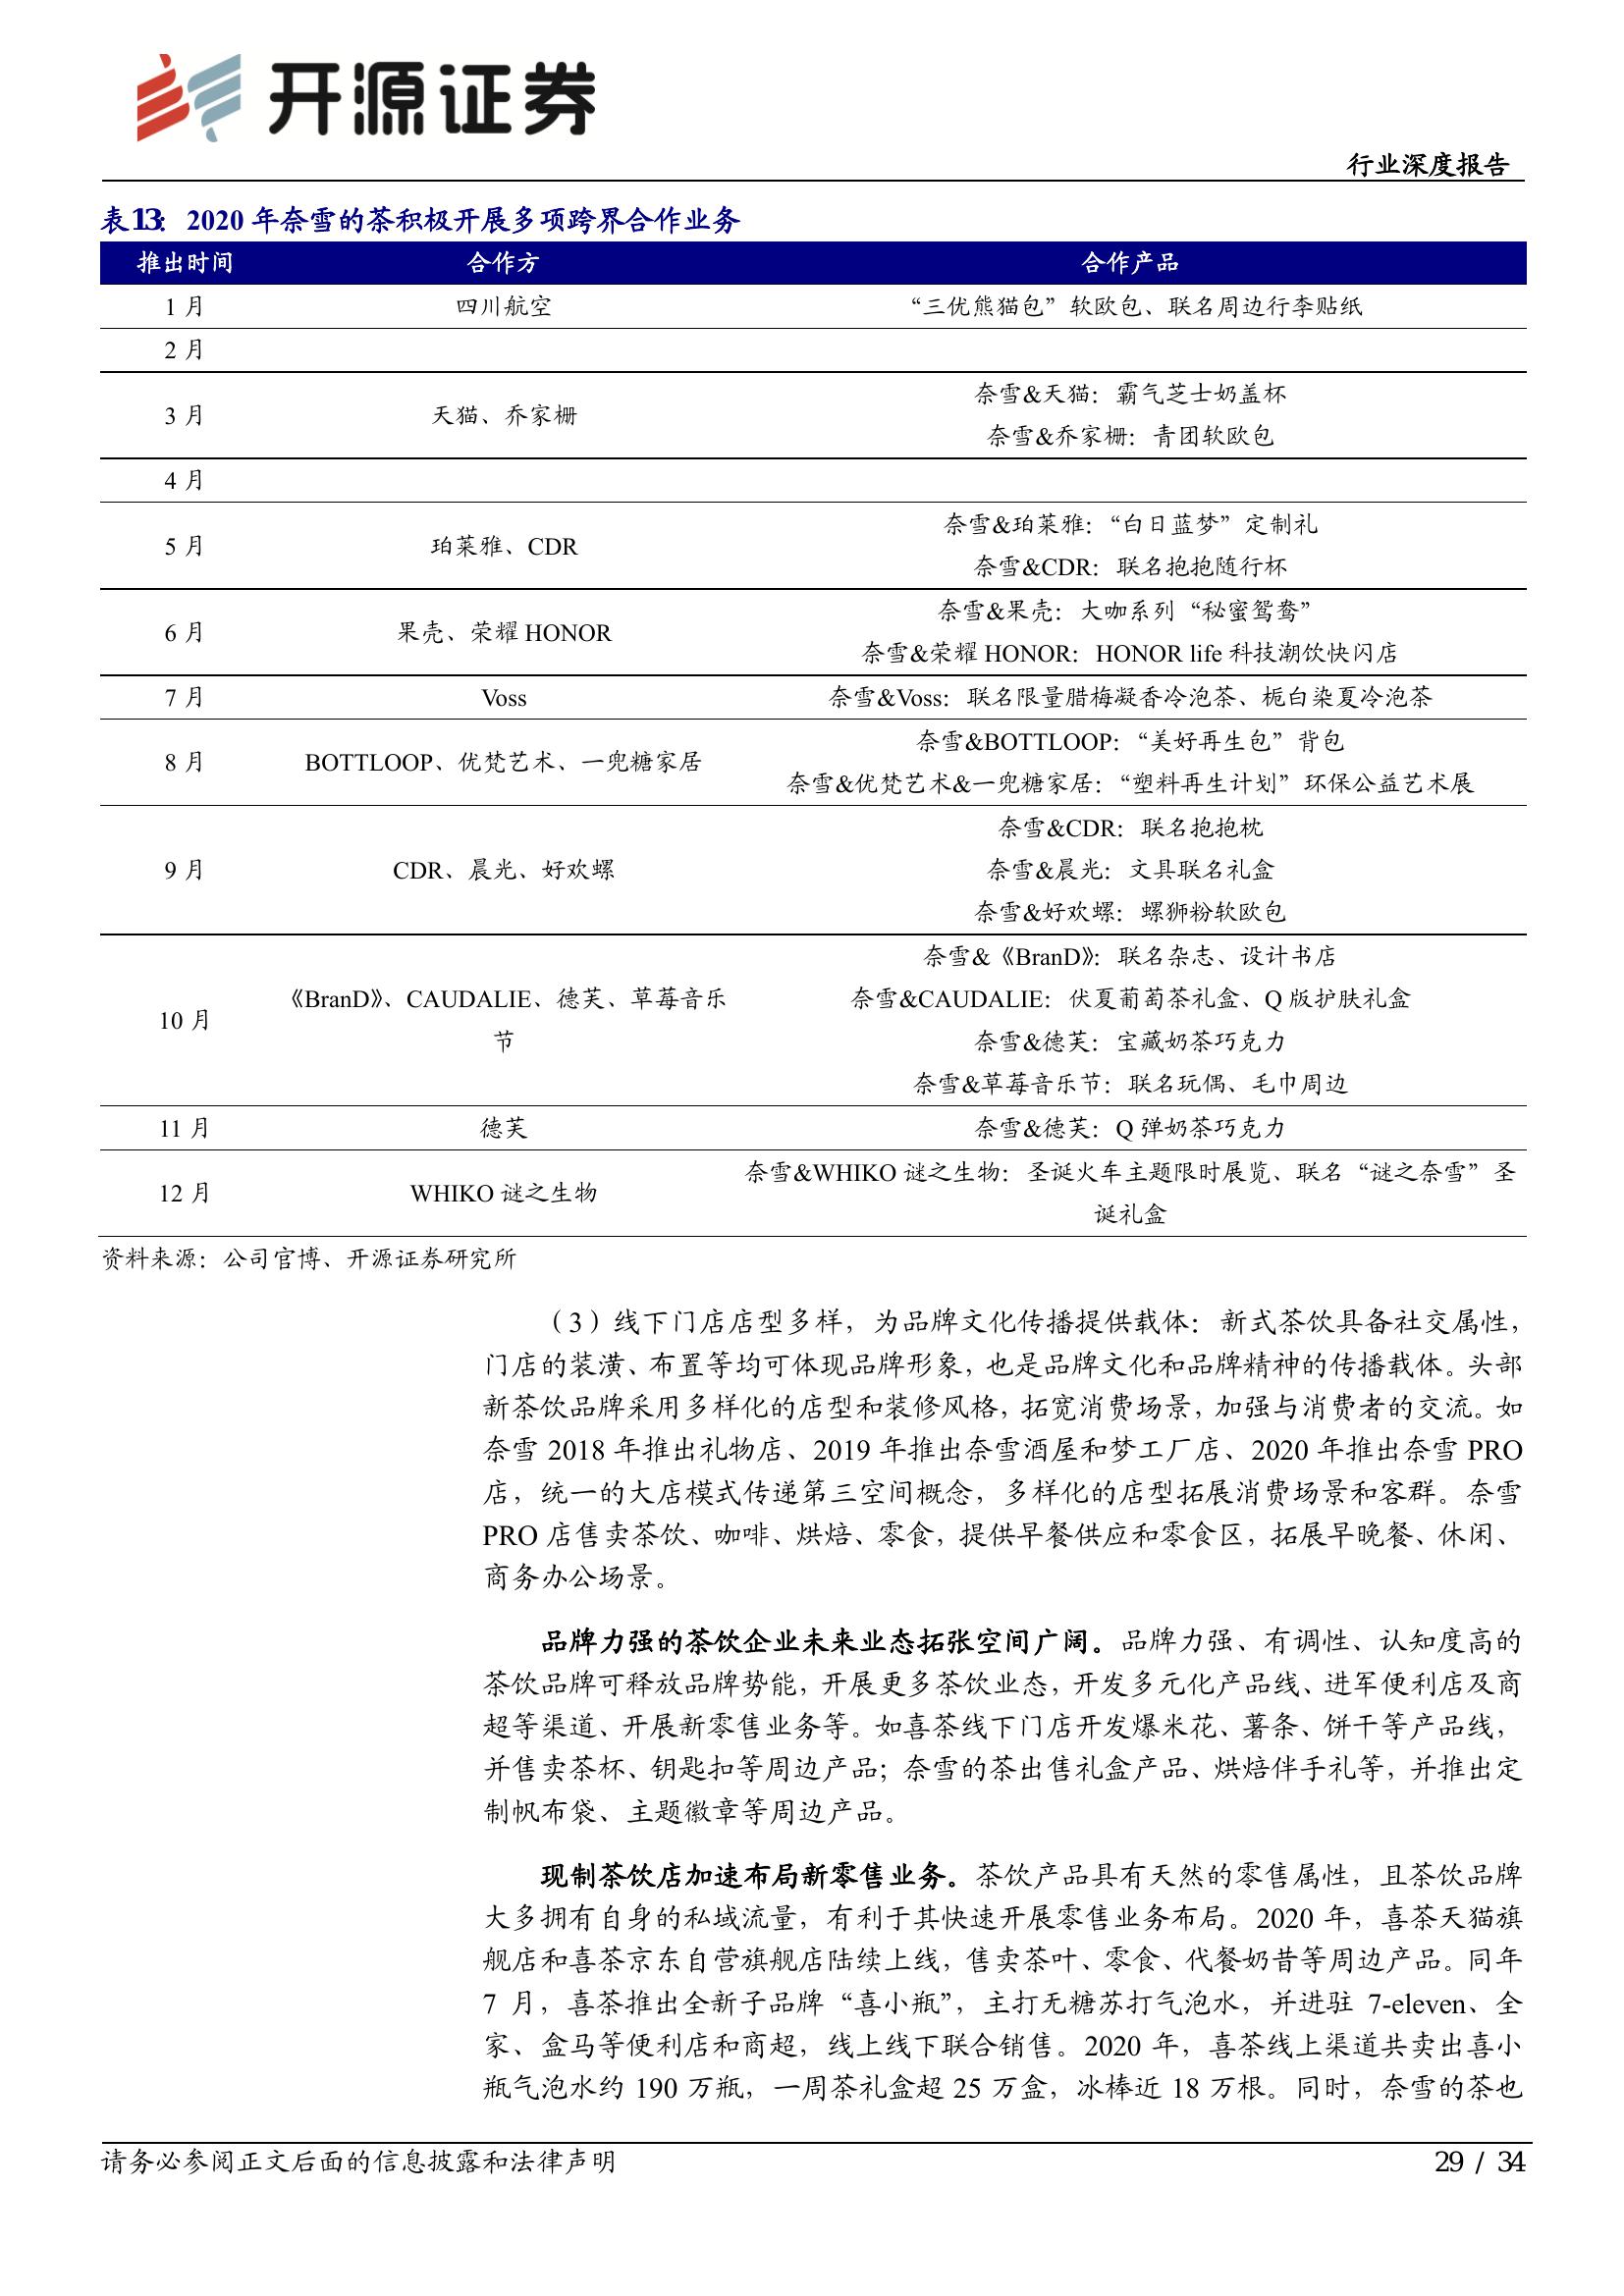 开源证券
行业深度报告
表13：2020 年奈雪的茶积极开展多项跨界合作业务
推出时间 合作方 合作产品
1 月 四川航空 “三优熊猫包”软欧包、联名周边行李贴纸
2 月
3 月 天猫、乔家栅 奈雪&天猫：霸气芝士奶盖杯
奈雪&乔家栅：青团软欧包
4 月
5 月 珀莱雅、CDR 奈雪&珀莱雅：“白日蓝梦”定制礼
奈雪&CDR：联名抱抱随行杯
6 月 果壳、荣耀 HONOR 奈雪&果壳：大咖系列“秘蜜鸳鸯”
奈雪&荣耀 HONOR：HONOR life 科技潮饮快闪店
7 月 Voss 奈雪&Voss：联名限量腊梅凝香冷泡茶、栀白染夏冷泡茶
8 月 BOTTLOOP、优梵艺术、一兜糖家居 奈雪&BOTTLOOP：“美好再生包”背包
奈雪&优梵艺术&一兜糖家居：“塑料再生计划”环保公益艺术展
9 月 CDR、晨光、好欢螺 奈雪&CDR：联名抱抱枕
奈雪&晨光：文具联名礼盒
奈雪&好欢螺：螺狮粉软欧包
10 月 《BranD》、CAUDALIE、德芙、草莓音乐
节
奈雪&《BranD》：联名杂志、设计书店
奈雪&CAUDALIE：伏夏葡萄茶礼盒、Q 版护肤礼盒
奈雪&德芙：宝藏奶茶巧克力
奈雪&草莓音乐节：联名玩偶、毛巾周边
11 月 德芙 奈雪&德芙：Q 弹奶茶巧克力
12 月 WHIKO 谜之生物 奈雪&WHIKO 谜之生物：圣诞火车主题限时展览、联名“谜之奈雪”圣
诞礼盒
资料来源：公司官博、开源证券研究所
（3）线下门店店型多样，为品牌文化传播提供载体：新式茶饮具备社交属性，
门店的装潢、布置等均可体现品牌形象，也是品牌文化和品牌精神的传播载体。头部
新茶饮品牌采用多样化的店型和装修风格，拓宽消费场景，加强与消费者的交流。如
奈雪 2018 年推出礼物店、2019 年推出奈雪酒屋和梦工厂店、2020 年推出奈雪 PRO
店，统一的大店模式传递第三空间概念，多样化的店型拓展消费场景和客群。奈雪
PRO 店售卖茶饮、咖啡、烘焙、零食，提供早餐供应和零食区，拓展早晚餐、休闲、
商务办公场景。
品牌力强的茶饮企业未来业态拓张空间广阔。品牌力强、有调性、认知度高的
茶饮品牌可释放品牌势能，开展更多茶饮业态，开发多元化产品线、进军便利店及商
超等渠道、开展新零售业务等。如喜茶线下门店开发爆米花、薯条、饼干等产品线，
并售卖茶杯、钥匙扣等周边产品；奈雪的茶出售礼盒产品、烘焙伴手礼等，并推出定
制帆布袋、主题徽章等周边产品。
现制茶饮店加速布局新零售业务。茶饮产品具有天然的零售属性，且茶饮品牌
大多拥有自身的私域流量，有利于其快速开展零售业务布局。2020 年，喜茶天猫旗
舰店和喜茶京东自营旗舰店陆续上线，售卖茶叶、零食、代餐奶昔等周边产品。同年
7 月，喜茶推出全新子品牌“喜小瓶”，主打无糖苏打气泡水，并进驻 7-eleven、全
家、盒马等便利店和商超，线上线下联合销售。2020 年，喜茶线上渠道共卖出喜小
瓶气泡水约 190 万瓶，一周茶礼盒超 25 万盒，冰棒近 18 万根。同时，奈雪的茶也
请务必参阅正文后面的信息披露和法律声明
29 / 34